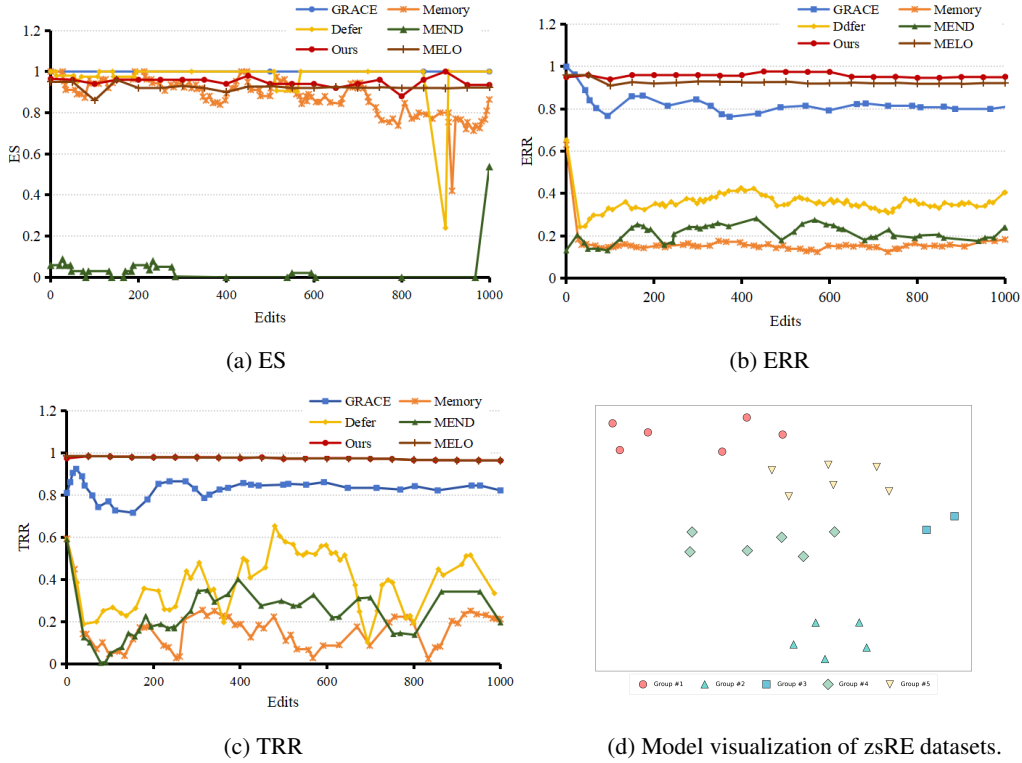 GRACE Memory
Defer MEND
Ours MELO
1.2
1
0.8
0.6
0.4
0.2
0
ES
0 200 400 600 800 1000
Edits
(a) ES
GRACE Memory
Ddfer MEND
Ours MELO
1.2
1
0.8
0.6
0.4
0.2
0
ERR
0 200 400 600 800 1000
Edits
(b) ERR
GRACE Memory
Defer MEND
Ours MELO
1.2
1
0.8
0.6
0.4
0.2
0
TRR
0 200 400 600 800 1000
Edits
(c) TRR
Group #1 Group #2 Group #3 Group #4 Group #5
(d) Model visualization of zsRE datasets.